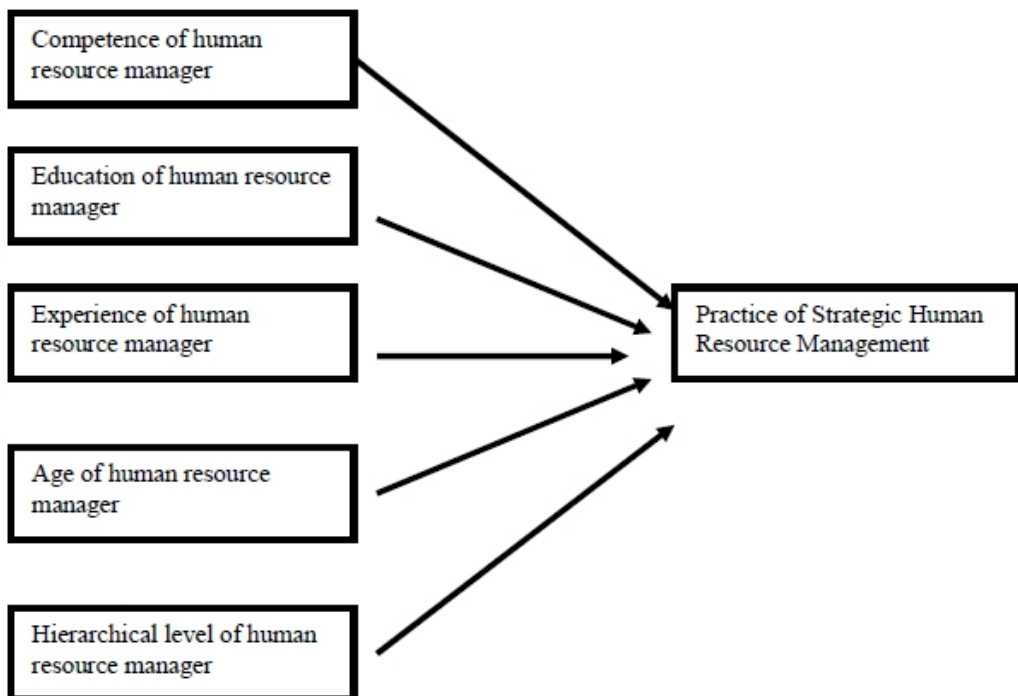 Competence of human
resource manager
Education of human resource
manager
Experience of human
resource manager
Practice of Strategic Human
Resource Management
Age of human resource
manager
Hierarchical level of human
resource manager